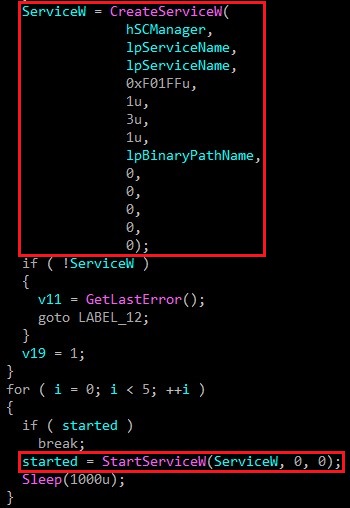 ServiceW = CreateServiceW(
hSCManager,
lpServiceName,
lpServiceName,
0xF01FFu,
1u,
3u,
1u,
lpBinaryPathName,
0,
0,
0,
0,
0);
if ( !ServiceW )
{
v11 = GetLastError();
goto LABEL_12;
}
v19 = 1;
}
for ( i = 0; i < 5; ++i )
{
if ( started )
break;
started = StartServiceW(ServiceW, 0, 0);
Sleep(1000u);
}